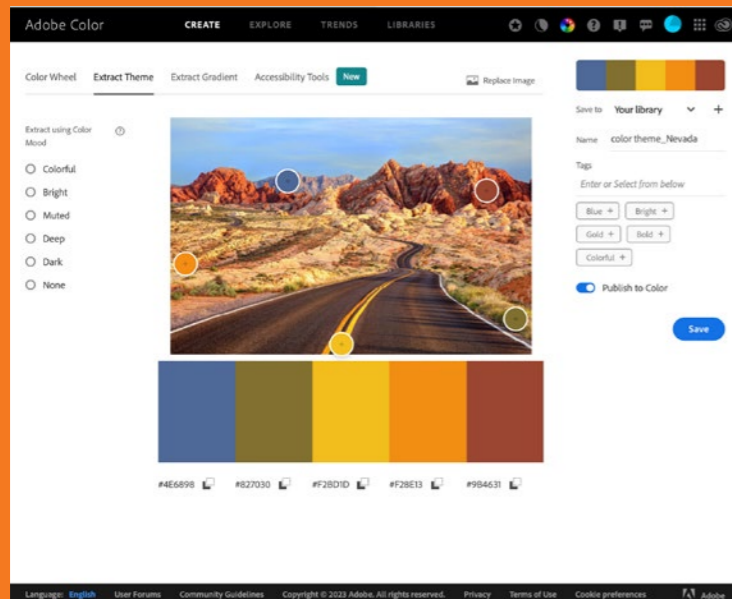 Adobe Color CREATE EXPLORE TRENDS LIBRARIES
Color Wheel Extract Theme Extract Gradient Accessibility Tools New Replace Image
Extract using Color
Mood
Colorful
Bright
Muted
Deep
Dark
None
#4E6898 #827030 #F2BD1D #F28E13 #9B4631
Save to Your library
Name color theme_Nevada
Tags
Enter or Select from below
Blue + Bright +
Gold + Bold +
Colorful +
Publish to Color
Save
Language: English User Forums Community Guidelines Copyright © 2023 Adobe. All rights reserved. Privacy Terms of Use Cookie preferences Adobe